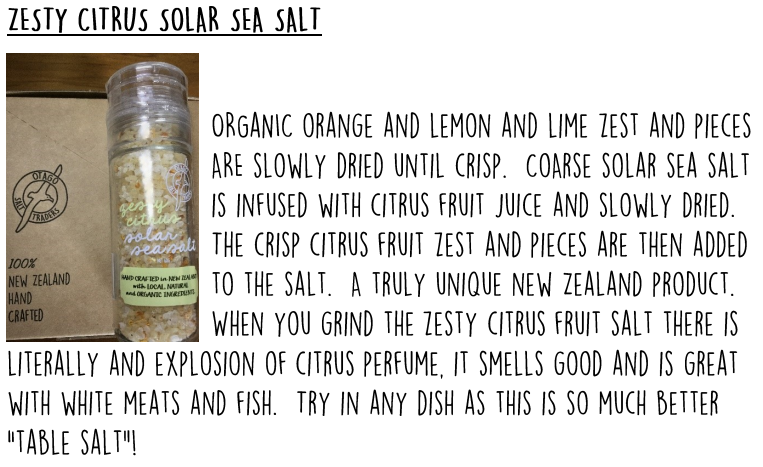 ZESTY CITRUS SOLAR SEA SALT
ORGANIC ORANGE AND LEMON AND LIME ZEST AND PIECES
ARE SLOWLY DRIED UNTIL CRISP. COARSE SOLAR SEA SALT
IS INFUSED WITH CITRUS FRUIT JUICE AND SLOWLY DRIED.
THE CRISP CITRUS FRUIT ZEST AND PIECES ARE THEN ADDED
TO THE SALT. A TRULY UNIQUE NEW ZEALAND PRODUCT.
WHEN YOU GRIND THE ZESTY CITRUS FRUIT SALT THERE IS
LITERALLY AND EXPLOSION OF CITRUS PERFUME, IT SMELLS GOOD AND IS GREAT
WITH WHITE MEATS AND FISH. TRY IN ANY DISH AS THIS IS SO MUCH BETTER
"TABLE SALT"!
OTAGO
SALT TRADERS
100%
NEW ZEALAND
HAND
CRAFTED
zesty
citrus
solar
sea salt
HAND CRAFTED in NEW ZEALAND
with LOCAL, NATURAL
and ORGANIC INGREDIENTS